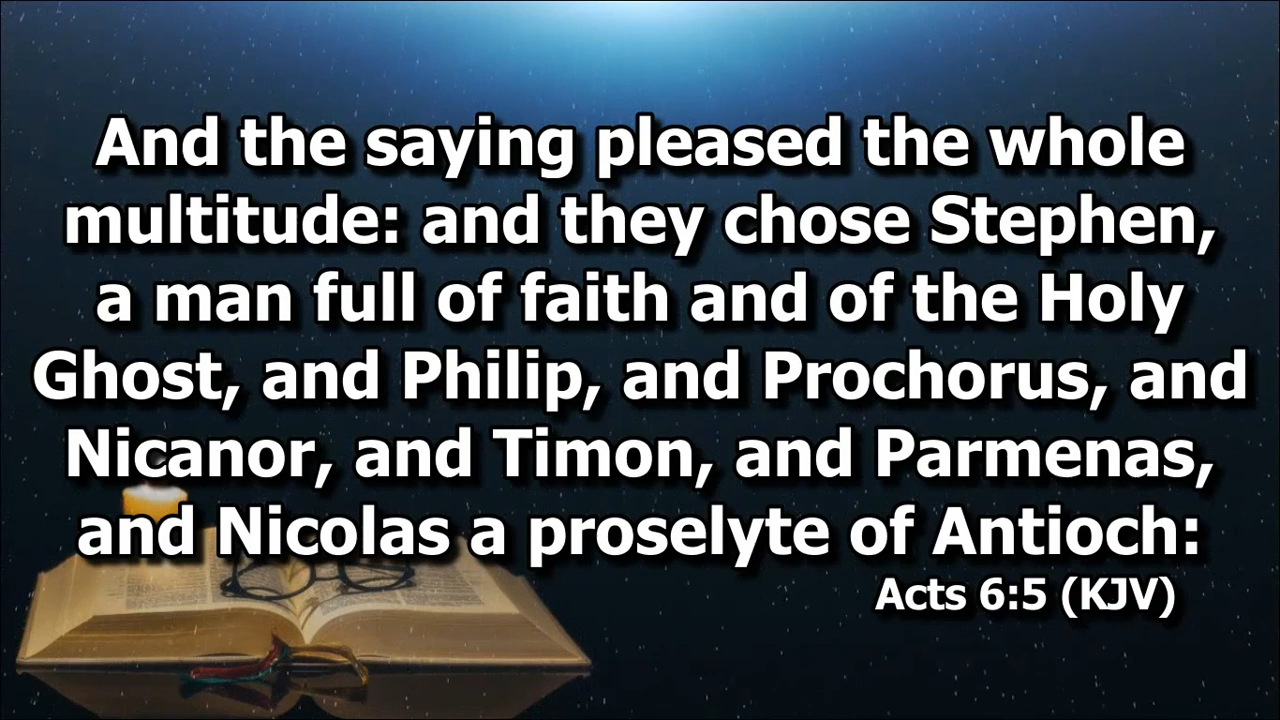 And the saying pleased the whole
multitude: and they chose Stephen,
a man full of faith and of the Holy
Ghost, and Philip, and Prochorus, and
Nicanor, and Timon, and Parmenas,
and Nicolas a proselyte of Antioch:
Acts 6:5 (KJV)